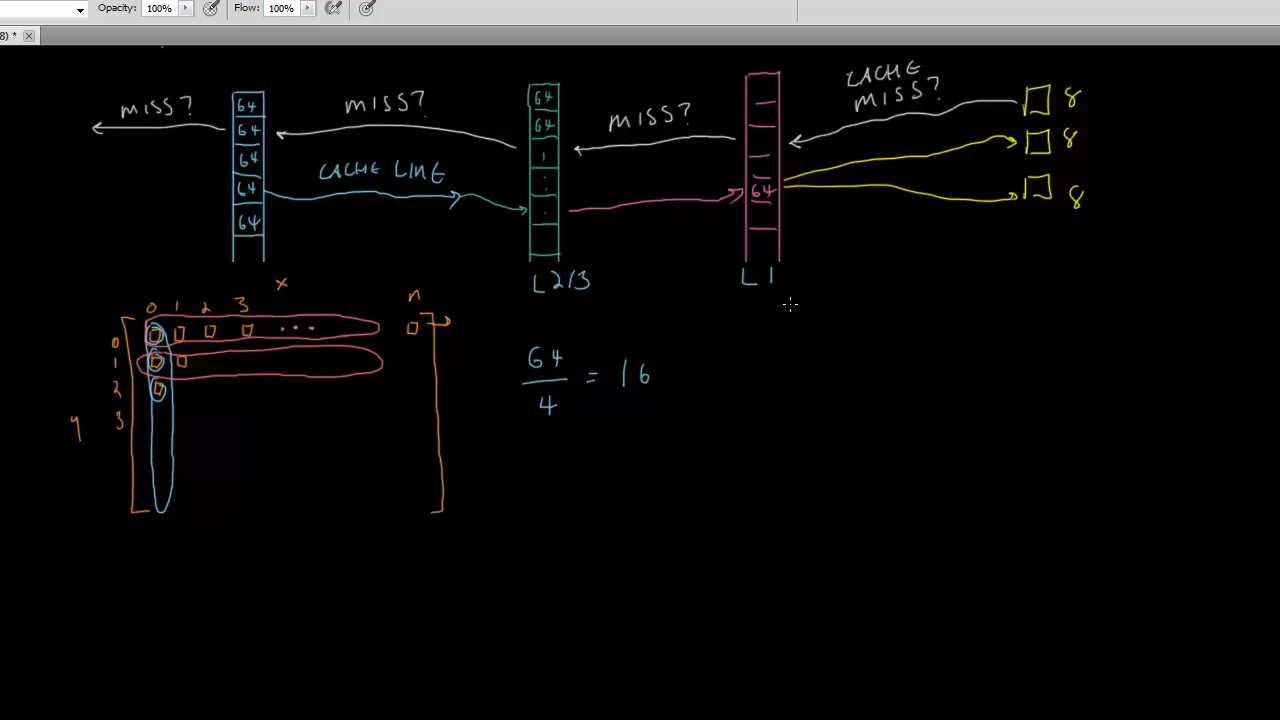 Opacity: 100% Flow: 100%
8) *
MISS? MISS? MISS? CACHE MISS?
64 64 64 64 64
64 64
CACHE LINE
64
8
8
8
L2/3
L1
x
0 1 2 3 n
0
1
2
3
y
64
4
= 16